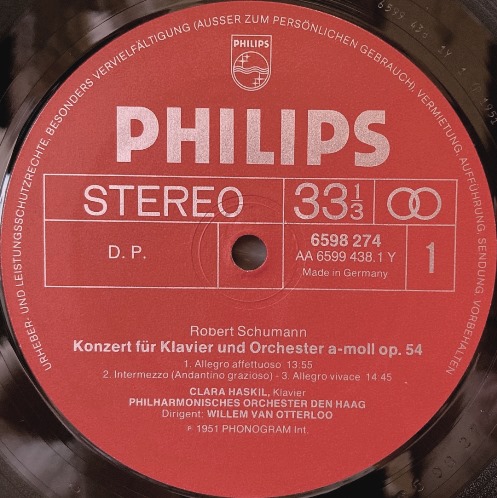 URHEBER- UND LEISTUNGSSCHUTZRECHTE, BESONDERS VERVIELFÄLTIGUNG (AUSSER ZUM PERSÖNLICHEN GEBRAUCH), VERMIETUNG, AUFFÜHRUNG, SENDUNG, VORBEHALTEN
PHILIPS
PHILIPS
STEREO 33 1/3
D. P.
6598 274
AA 6599 438.1 Y
Made in Germany
1
Robert Schumann
Konzert für Klavier und Orchester a-moll op. 54
1. Allegro affettuoso 13:55
2. Intermezzo (Andantino grazioso) - 3. Allegro vivace 14:45
CLARA HASKIL, Klavier
PHILHARMONISCHES ORCHESTER DEN HAAG
Dirigent: WILLEM VAN OTTERLOO
℗ 1951 PHONOGRAM Int.